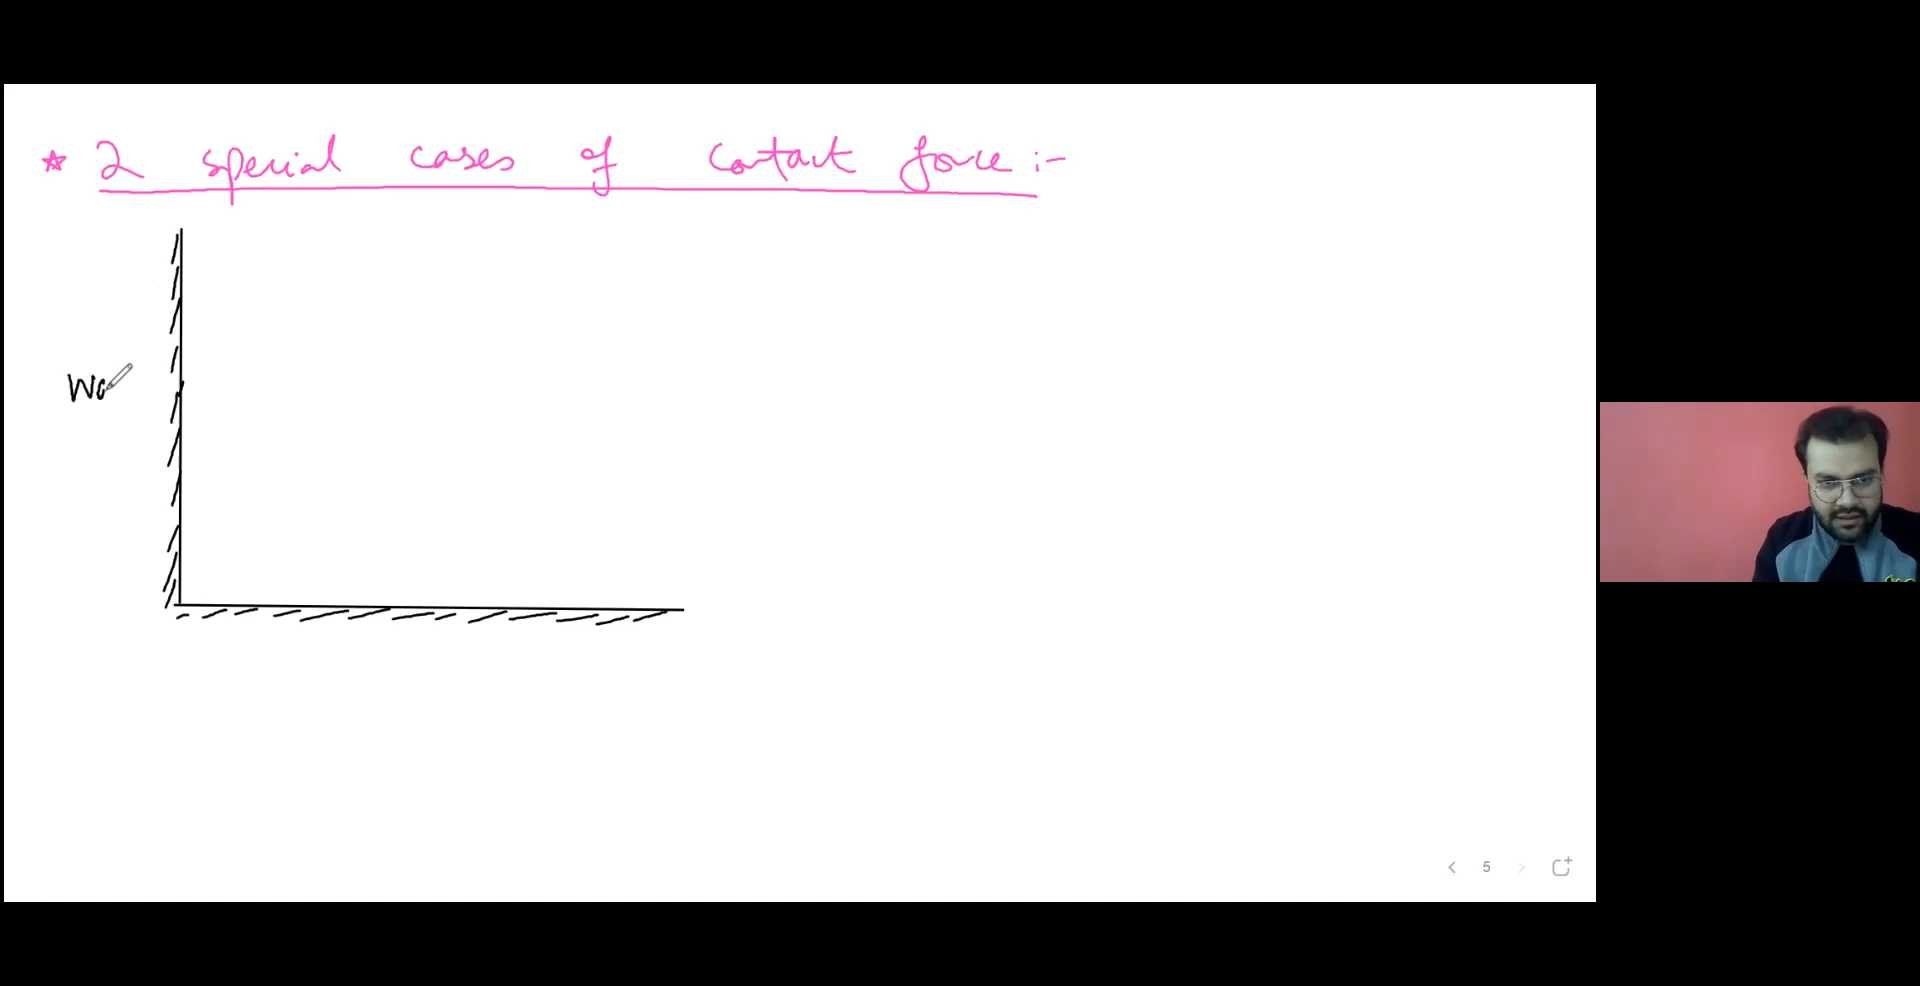 ☆ 2 special cases of contact force :-
Wa
5